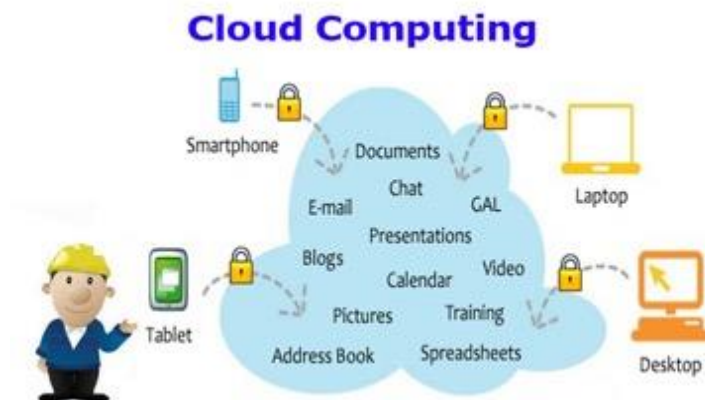 Cloud Computing
Smartphone
Laptop
Documents
Chat
E-mail
GAL
Presentations
Blogs
Video
Calendar
Pictures
Training
Address Book
Spreadsheets
Tablet
Desktop